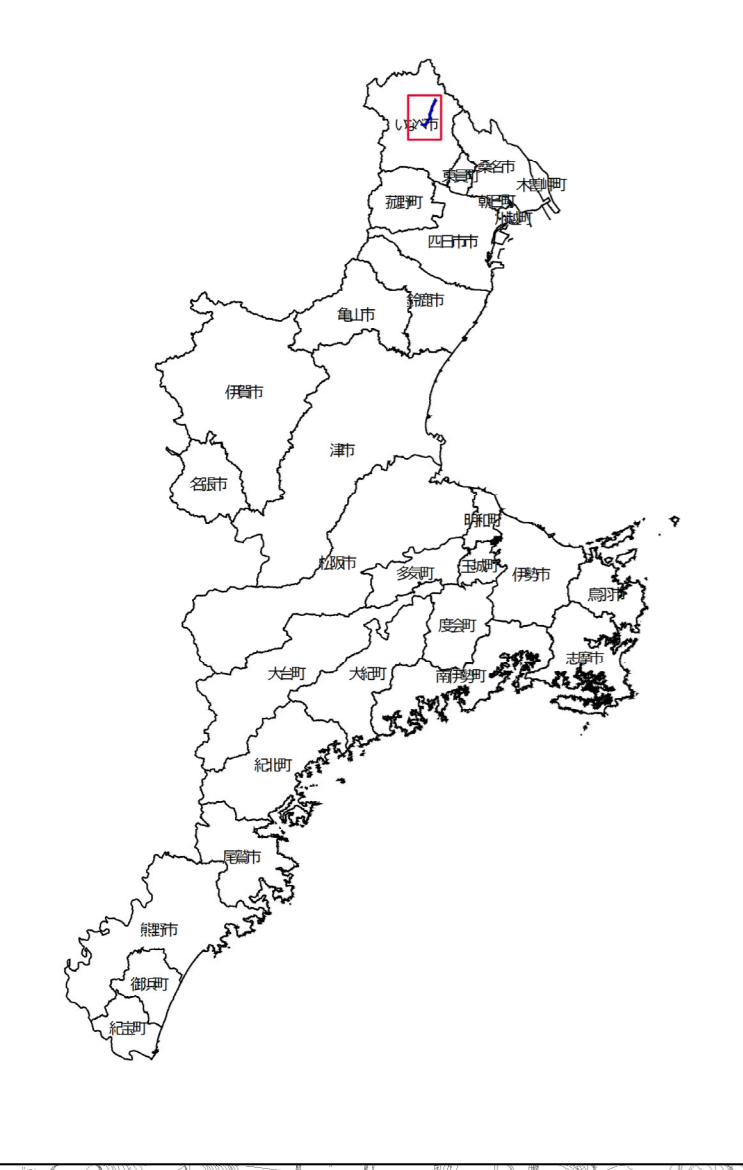 いなべ市
桑名市
東員町
木曽岬町
菰野町
朝日町
川越町
四日市市
鈴鹿市
亀山市
伊賀市
津市
名張市
明和町
松阪市
多気町
玉城町
伊勢市
鳥羽市
度会町
志摩市
大台町
大紀町
南伊勢町
紀北町
尾鷲市
熊野市
御浜町
紀宝町